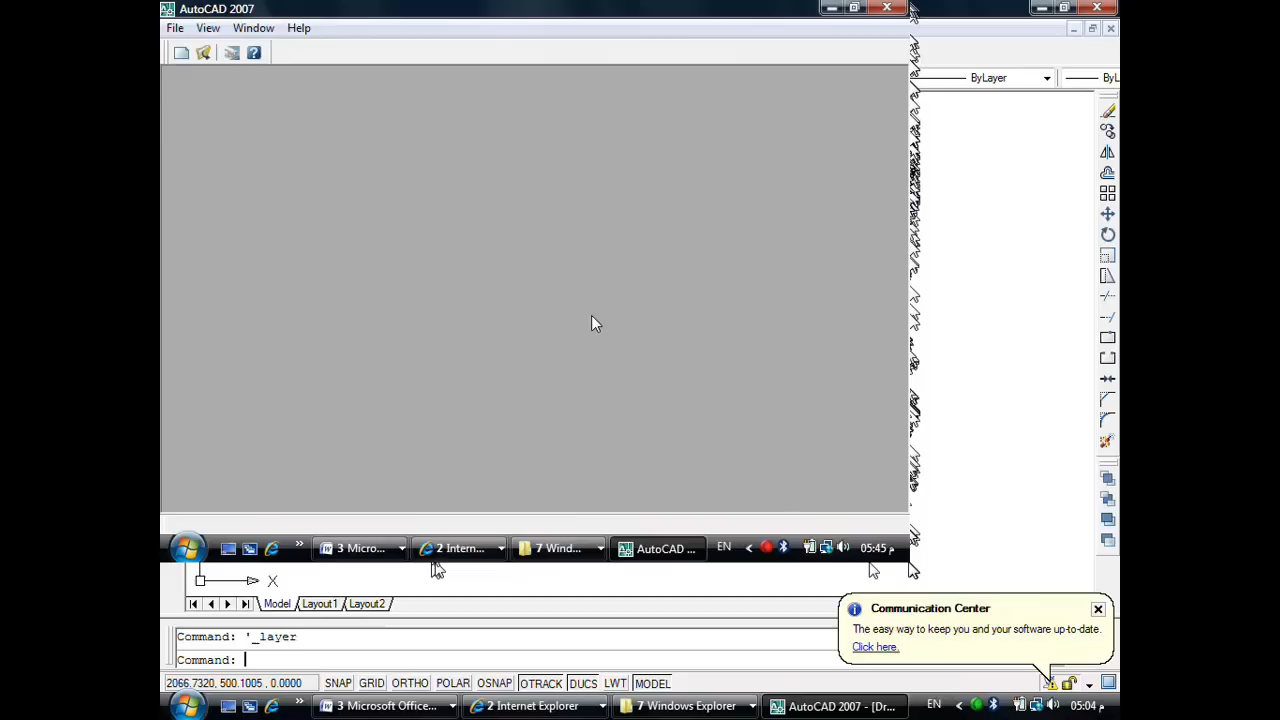 AutoCAD 2007
File View Window Help
ByLayer
ByL
3 Micro...
2 Intern...
7 Wind...
AutoCAD ...
EN
05:45 م
X
Model Layout1 Layout2
Communication Center
The easy way to keep you and your software up-to-date.
Click here.
Command: '_layer
Command:
2066.7320, 500.1005 , 0.0000 SNAP GRID ORTHO POLAR OSNAP OTRACK DUCS LWT MODEL
3 Microsoft Office...
2 Internet Explorer
7 Windows Explorer
AutoCAD 2007 - [Dr...
EN
05:04 م